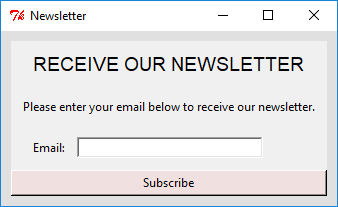 Newsletter
RECEIVE OUR NEWSLETTER
Please enter your email below to receive our newsletter.
Email:
Subscribe